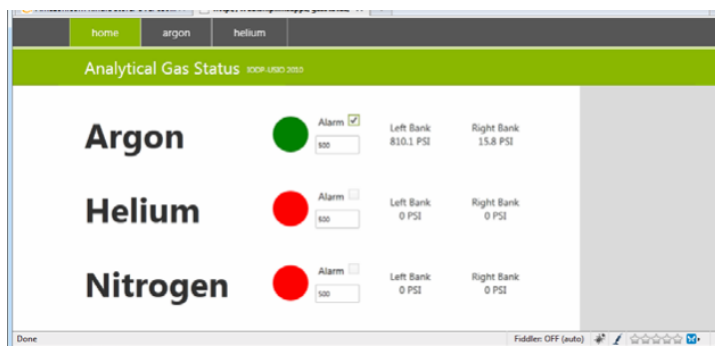 home argon helium
Analytical Gas Status
Argon
Alarm
500
Left Bank
810.1 PSI
Right Bank
15.8 PSI
Helium
Alarm
500
Left Bank
0 PSI
Right Bank
0 PSI
Nitrogen
Alarm
500
Left Bank
0 PSI
Right Bank
0 PSI
Done
Fiddler: OFF (auto)